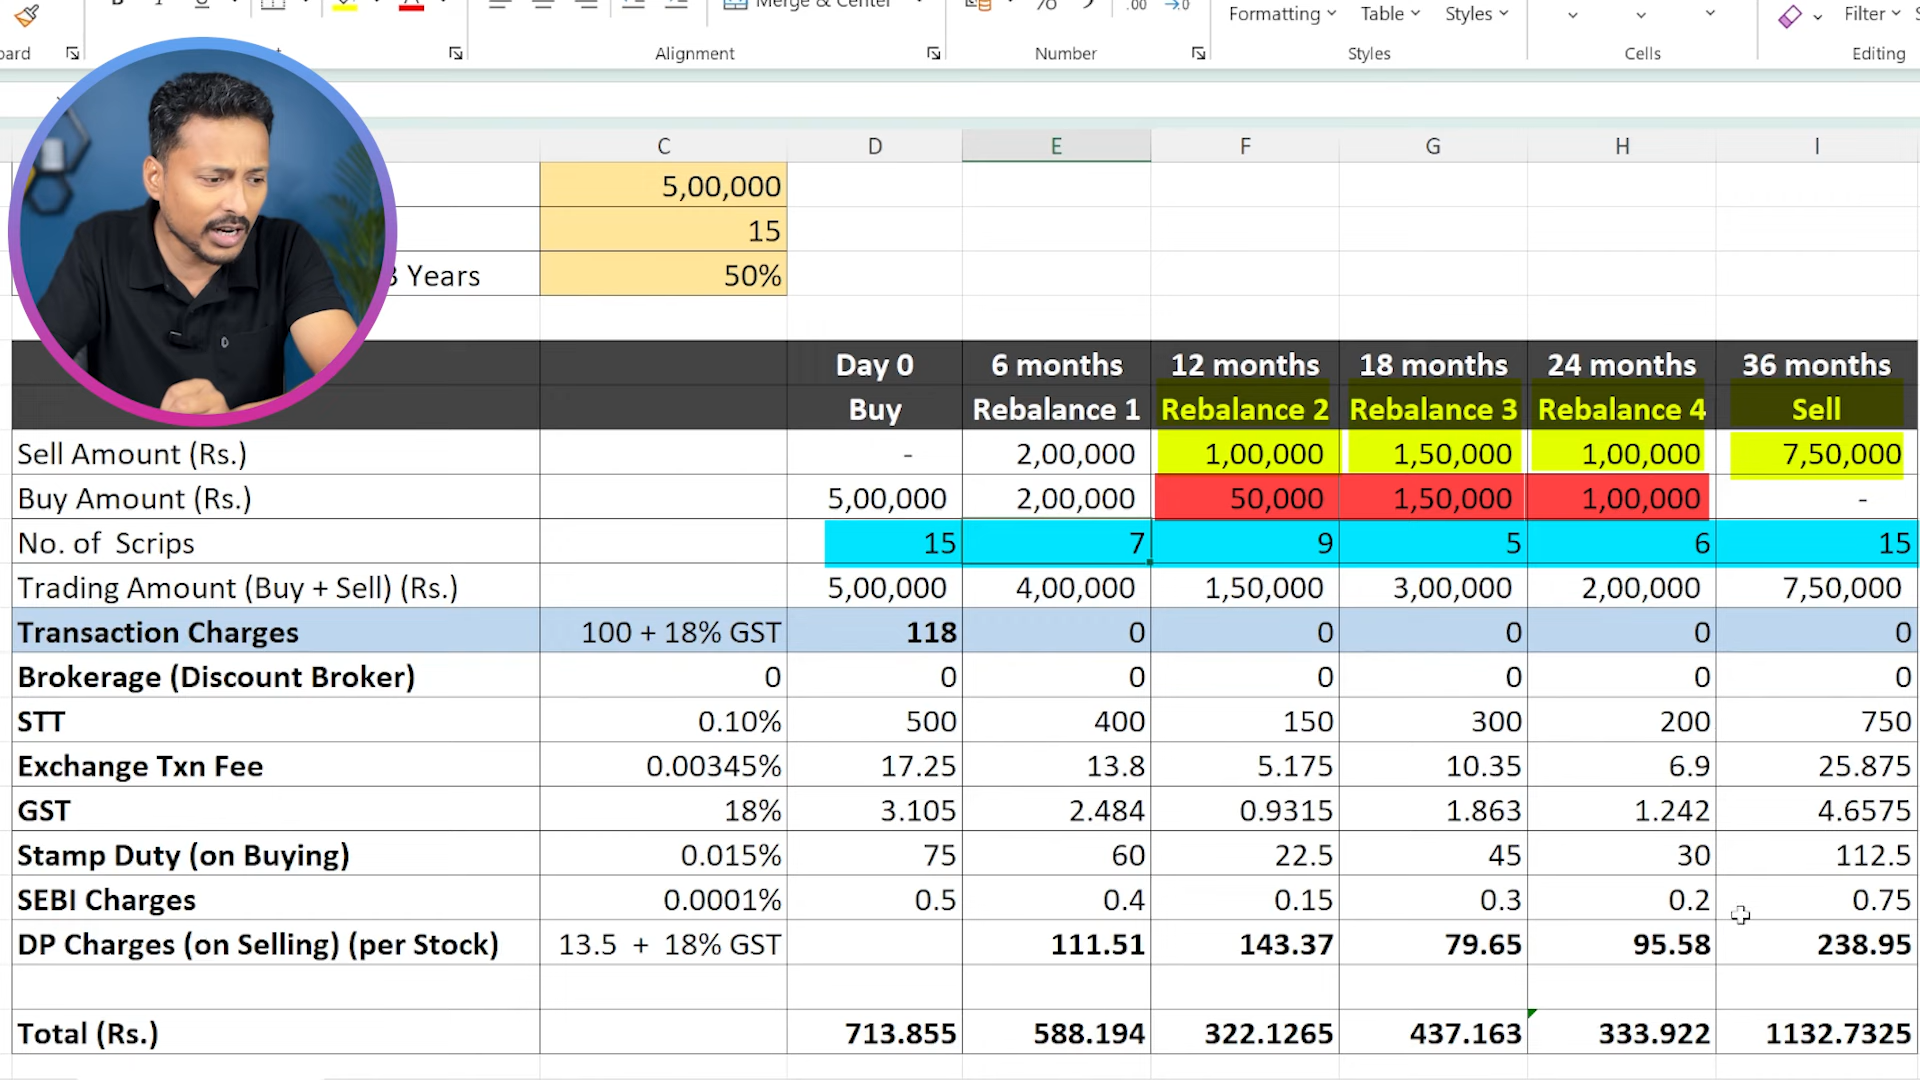 Merge & Center
%
.00
Formatting Table Styles
Filter
Alignment Number Styles Cells Editing
C D E F G H I
5,00,000
15
Years 50%
Day 0 6 months 12 months 18 months 24 months 36 months
Buy Rebalance 1 Rebalance 2 Rebalance 3 Rebalance 4 Sell
Sell Amount (Rs.) - 2,00,000 1,00,000 1,50,000 1,00,000 7,50,000
Buy Amount (Rs.) 5,00,000 2,00,000 50,000 1,50,000 1,00,000 -
No. of Scrips 15 7 9 5 6 15
Trading Amount (Buy + Sell) (Rs.) 5,00,000 4,00,000 1,50,000 3,00,000 2,00,000 7,50,000
Transaction Charges 100 + 18% GST 118 0 0 0 0 0
Brokerage (Discount Broker) 0 0 0 0 0 0 0
STT 0.10% 500 400 150 300 200 750
Exchange Txn Fee 0.00345% 17.25 13.8 5.175 10.35 6.9 25.875
GST 18% 3.105 2.484 0.9315 1.863 1.242 4.6575
Stamp Duty (on Buying) 0.015% 75 60 22.5 45 30 112.5
SEBI Charges 0.0001% 0.5 0.4 0.15 0.3 0.2 0.75
DP Charges (on Selling) (per Stock) 13.5 + 18% GST 111.51 143.37 79.65 95.58 238.95
Total (Rs.) 713.855 588.194 322.1265 437.163 333.922 1132.7325